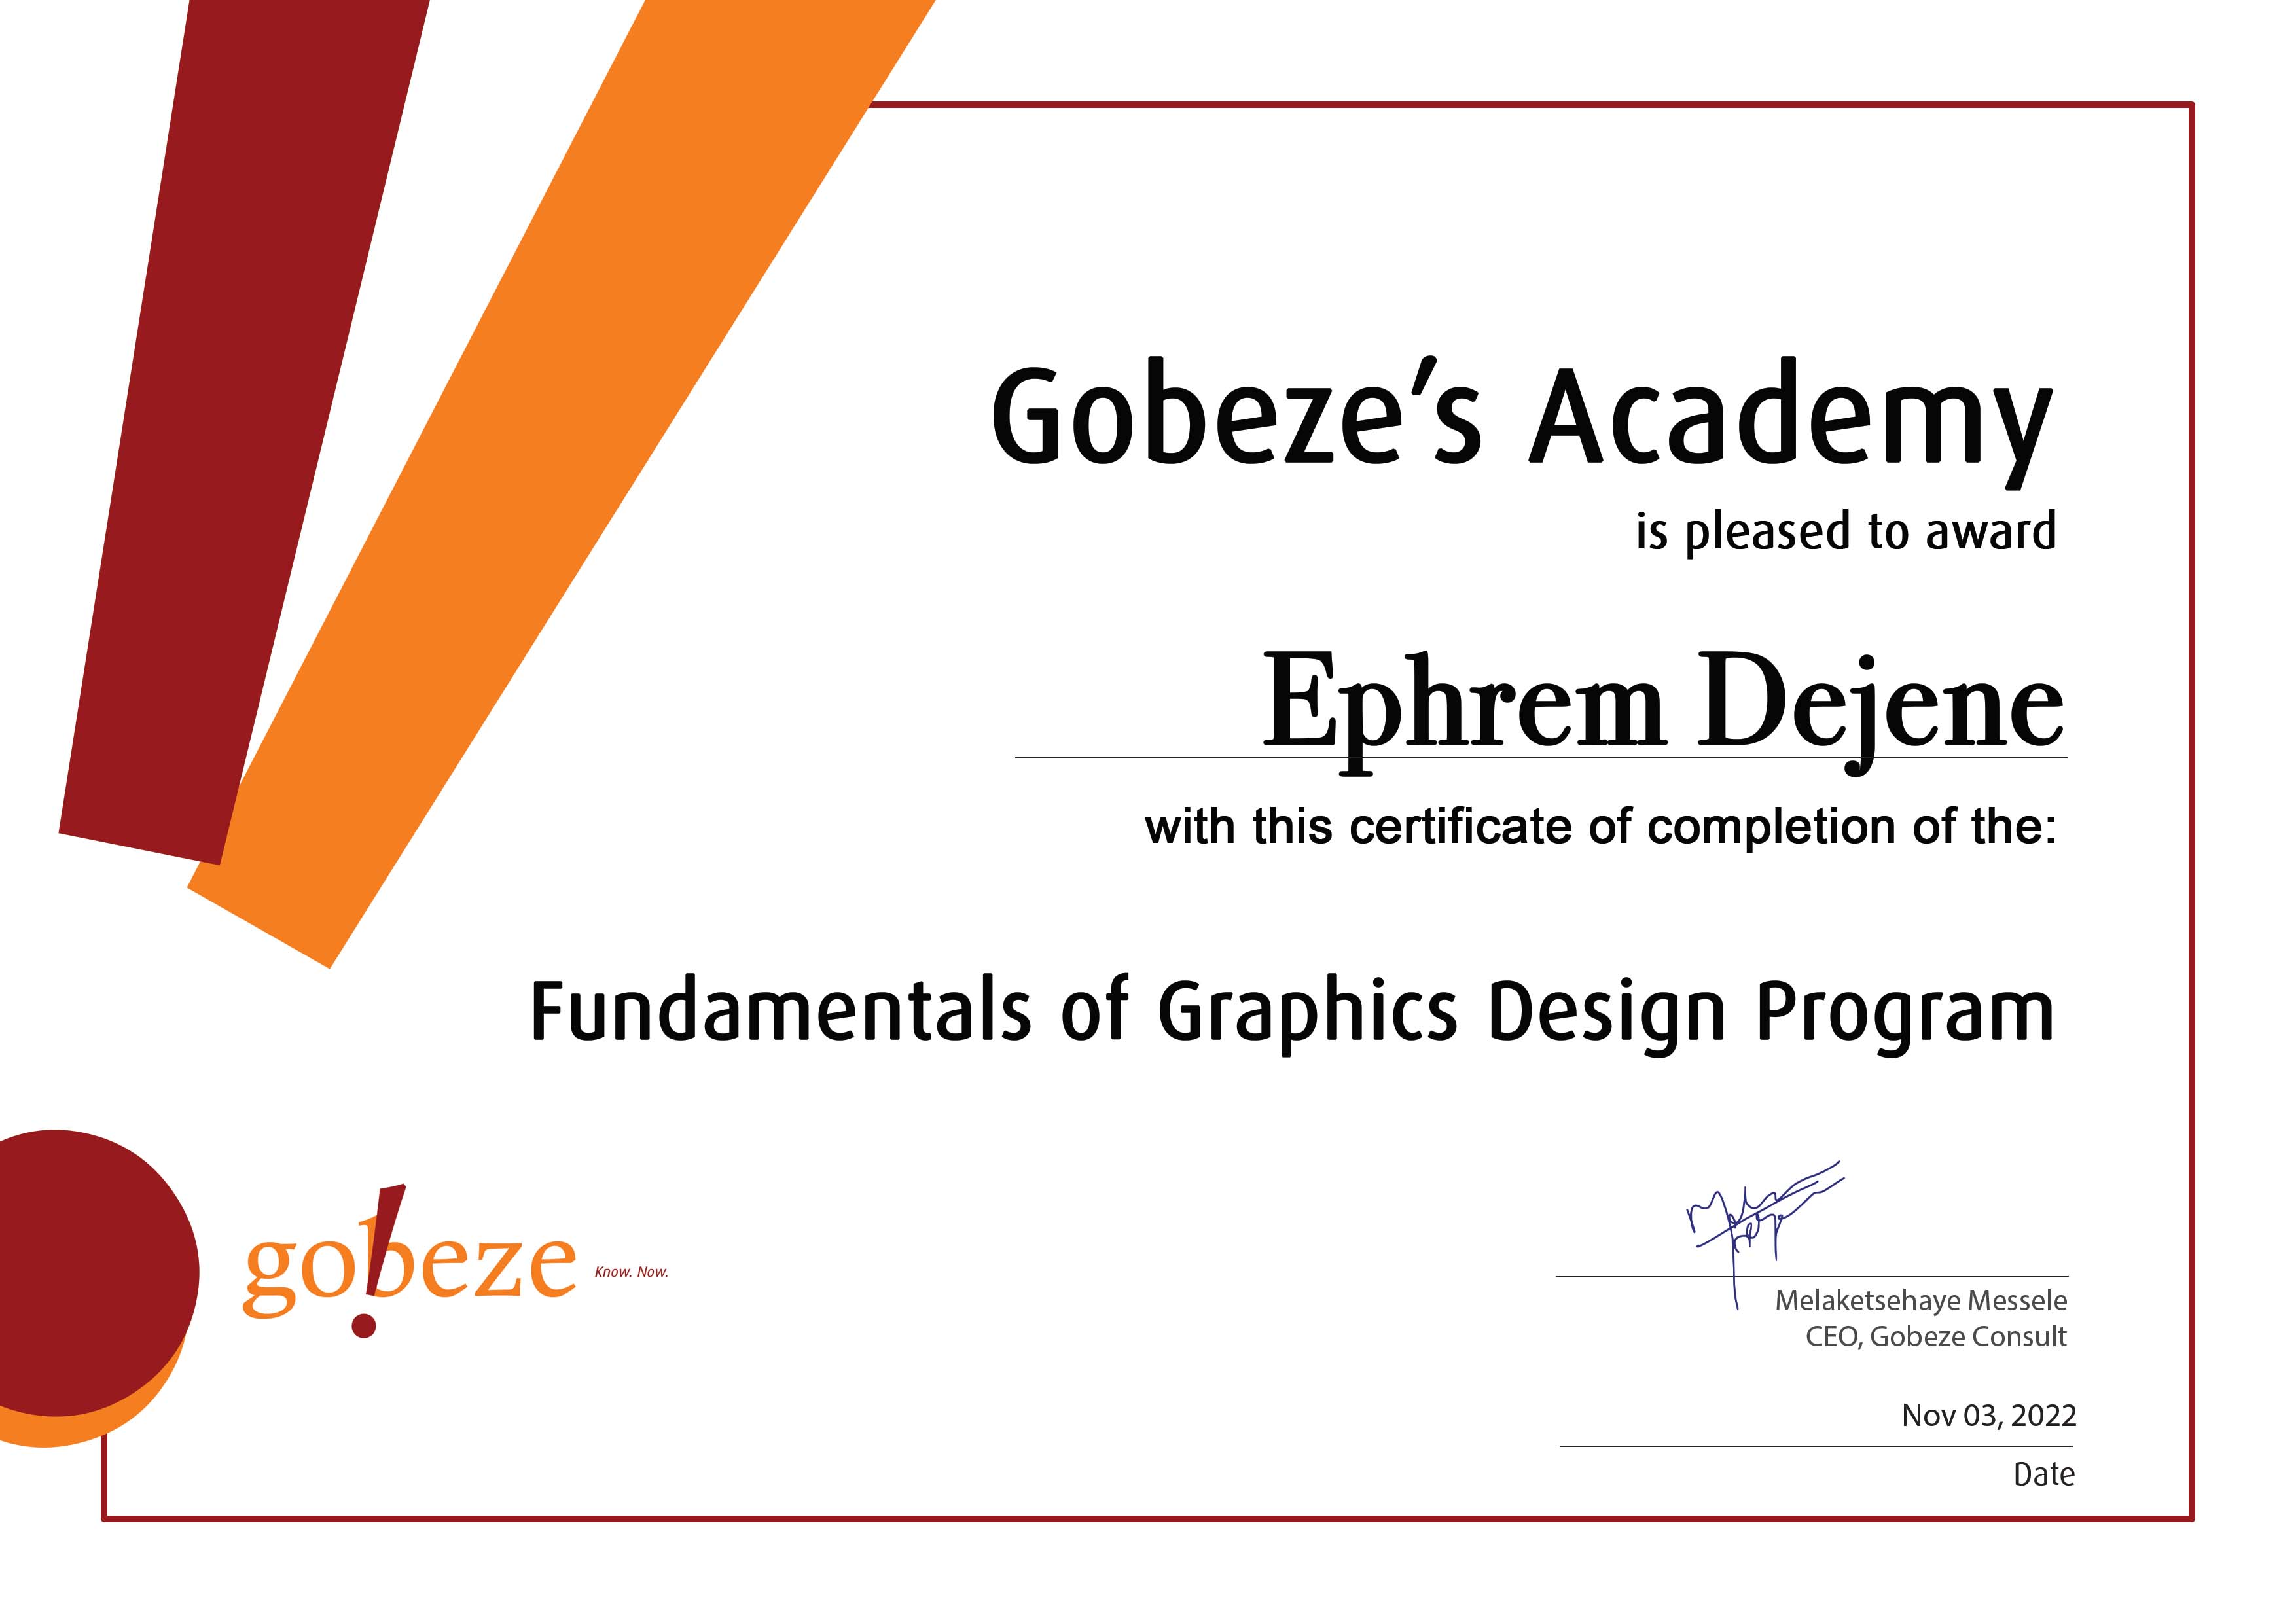 Gobeze's Academy
is pleased to award
Ephrem Dejene
with this certificate of completion of the:
Fundamentals of Graphics Design Program
gobeze Know. Now.
Melaketsehaye Messele
CEO, Gobeze Consult
Nov 03, 2022
Date